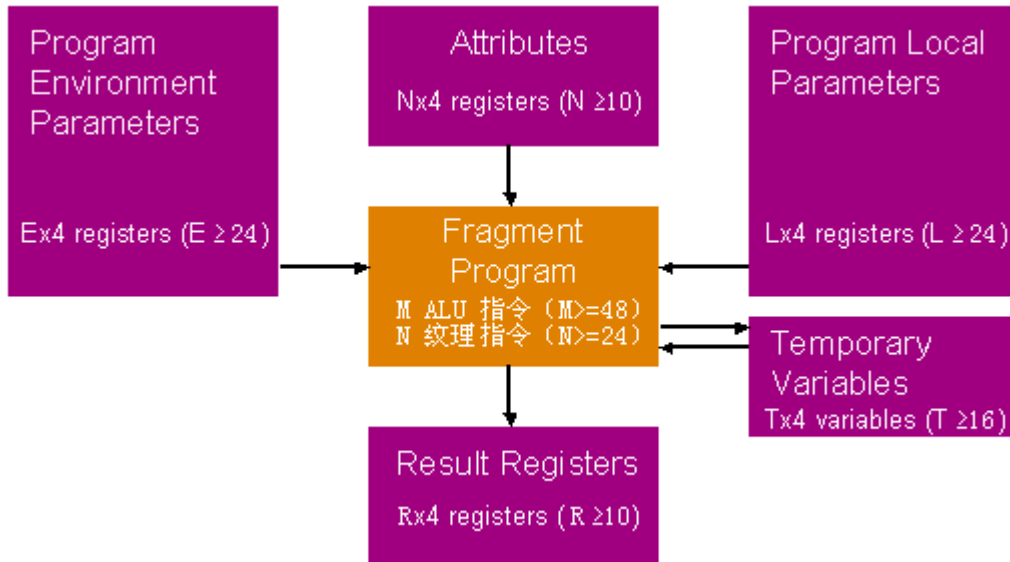 Program
Environment
Parameters
Ex4 registers (E ≥24)
Attributes
Nx4 registers (N ≥10)
Program Local
Parameters
Lx4 registers (L ≥24)
Fragment
Program
M ALU 指令（M>=48）
N 纹理指令（N>=24）
Temporary
Variables
Tx4 variables (T ≥16)
Result Registers
Rx4 registers (R ≥10)